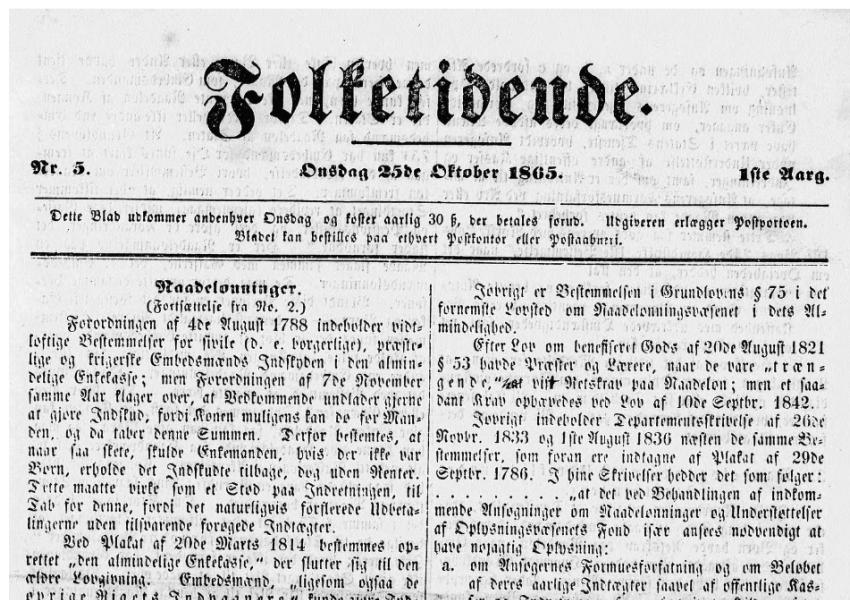 Folketidende.
Nr. 5. Onsdag 25de Oktober 1865. 1ste Aarg.
Dette Blad udkommer andenhver Onsdag og koster aarlig 30 ß, der betales forud. Udgiveren erlægger Postportoen.
Bladet kan bestilles paa ethvert Postkontor eller Postaabneri.
Naadelønninger.
(Fortsættelse fra No. 2.)
Forordningen af 4de August 1788 indeholder vidt-
løftige Bestemmelser for sivile (d. e. borgerlige), præste-
lige og krigerske Embedsmænds Indskyden i den almin-
delige Enkekasse; men Forordningen af 7de November
samme Aar klager over, at Vedkommende undlader gjerne
at gjøre Indskud, fordi Konen muligens kan dø før Man-
den, og da taber denne Summen. Derfor bestemtes, at
naar saa skete, skulde Enkemanden, hvis der ikke var
Børn, erholde det Indskudte tilbage, dog uden Renter.
Dette maatte virke som et Stød paa Indretningen, til
Tab for denne, fordi det naturligvis forflerede Udbeta-
lingerne uden tilsvarende forøgede Indtægter.
Ved Plakat af 20de Marts 1814 bestemmes op-
rettet „den almindelige Enkekasse,“ der slutter sig til den
ældre Lovgivning. Embedsmænd, „ligesom ogsaa de
øvrige Rigets Indvaanere“ kunde
Jøvrigt er Bestemmelsen i Grundlovens § 75 i det
fornemste Lovsted om Naadelønningsvæsenet i dets Al-
mindelighed.
Efter Lov om benefiseret Gods af 20de August 1821
§ 53 havde Præster og Lærere, naar de vare „træn-
gende,“ vist Retskrav paa Naadeløn; men et saa-
dant Krav ophævedes ved Lov af 10de Septbr. 1842.
Jøvrigt indeholder Departementsskrivelse af 26de
Novbr. 1833 og 1ste August 1836 næsten de samme Be-
stemmelser, som foran ere indtagne af Plakat af 29de
Septbr. 1786. I hine Skrivelser hedder det som følger:
. . . . . . . . . „at det ved Behandlingen af indkom-
mende Ansøgninger om Naadelønninger og Understøttelser
af Oplysningsvæsenets Fond især ansees nødvendigt at
have nøjagtig Oplysning:
a. om Ansøgernes Formuesforfatning og om Beløbet
af deres aarlige Indtægter saavel af offentlige Kas-